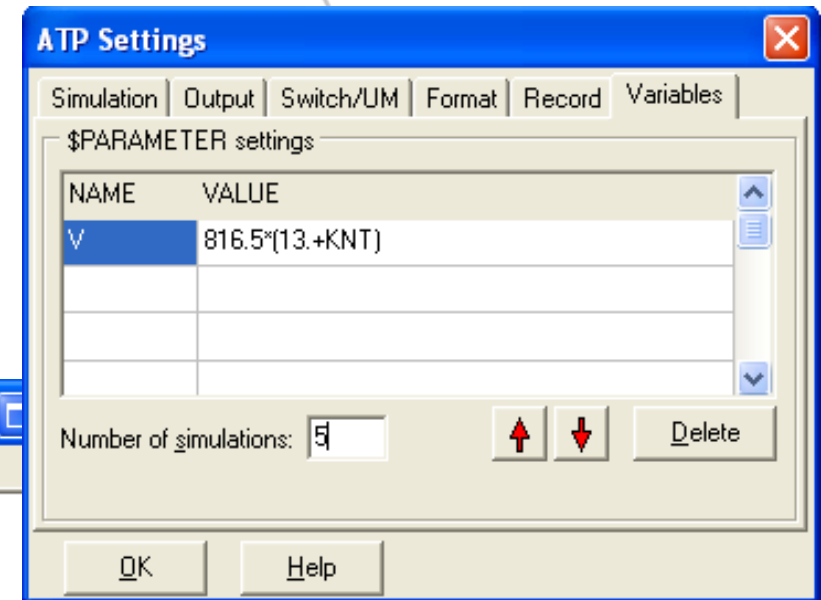 ATP Settings
Simulation Output Switch/UM Format Record Variables
$PARAMETER settings
NAME VALUE
V 816.5*(13.+KNT)
Number of simulations: 5 Delete
OK Help